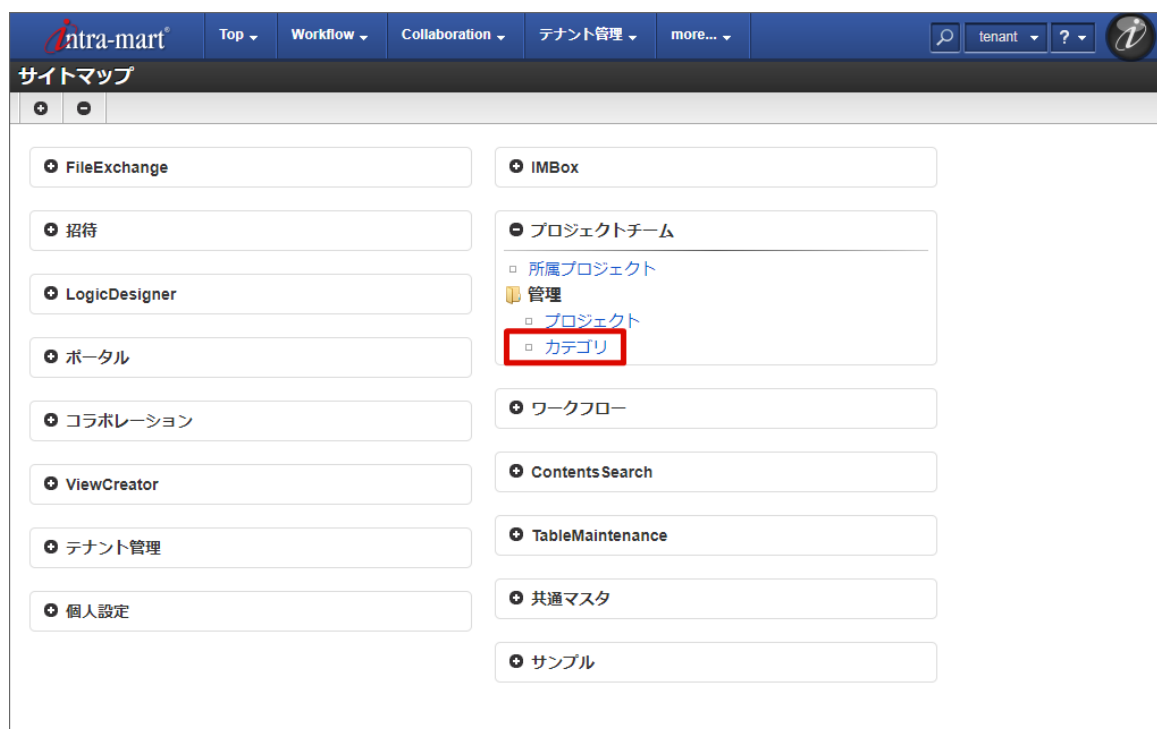 intra-mart®
Top Workflow Collaboration テナント管理 more... tenant ?
サイトマップ
FileExchange
招待
LogicDesigner
ポータル
コラボレーション
ViewCreator
テナント管理
個人設定
IMBox
プロジェクトチーム
所属プロジェクト
管理
プロジェクト
カテゴリ
ワークフロー
ContentsSearch
TableMaintenance
共通マスタ
サンプル